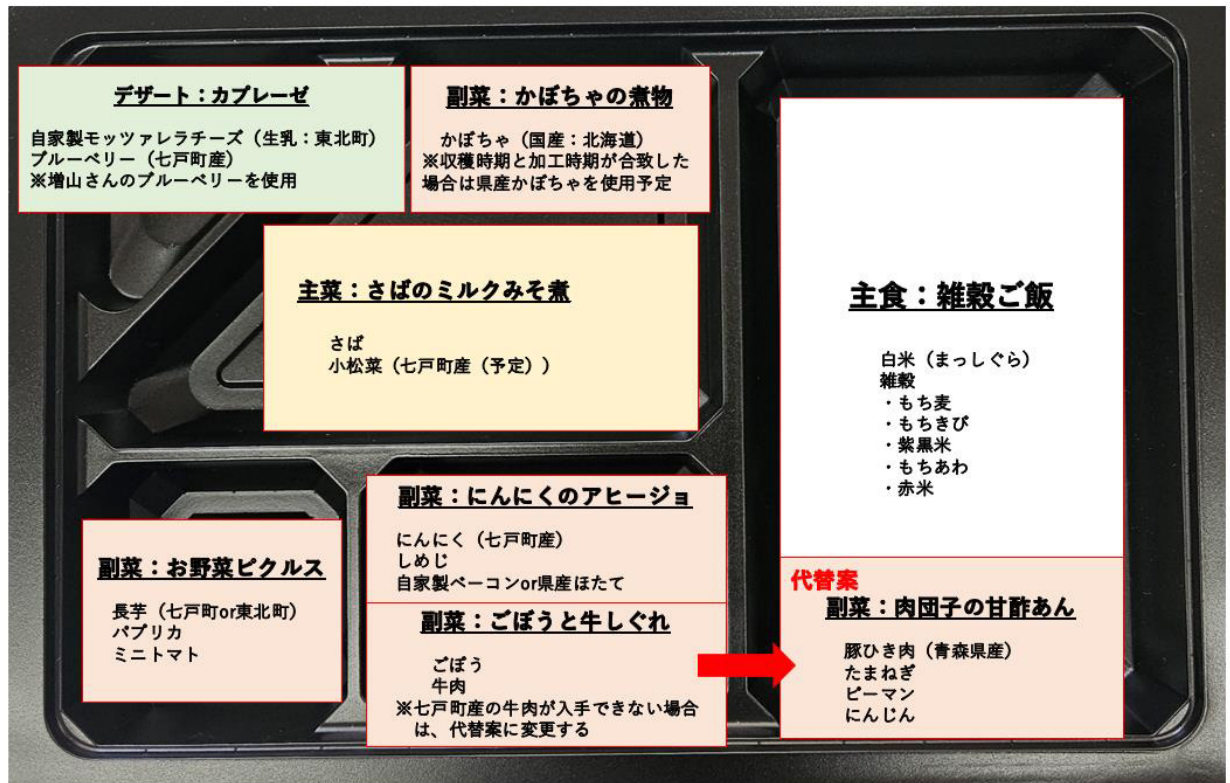 デザート：カプレーゼ
自家製モッツァレラチーズ（生乳：東北町）
ブルーベリー（七戸町産）
※増山さんのブルーベリーを使用
副菜：かぼちゃの煮物
かぼちゃ（国産：北海道）
※収穫時期と加工時期が合致した
場合は県産かぼちゃを使用予定
主菜：さばのミルクみそ煮
さば
小松菜（七戸町産（予定））
主食：雑穀ご飯
白米（まっしぐら）
雑穀
・もち麦
・もちきび
・紫黒米
・もちあわ
・赤米
副菜：お野菜ピクルス
長芋（七戸町or東北町）
パプリカ
ミニトマト
副菜：にんにくのアヒージョ
にんにく（七戸町産）
しめじ
自家製ベーコンor県産ほたて
副菜：ごぼうと牛しぐれ
ごぼう
牛肉
※七戸町産の牛肉が入手できない場合
は、代替案に変更する
代替案
副菜：肉団子の甘酢あん
豚ひき肉（青森県産）
たまねぎ
ピーマン
にんじん